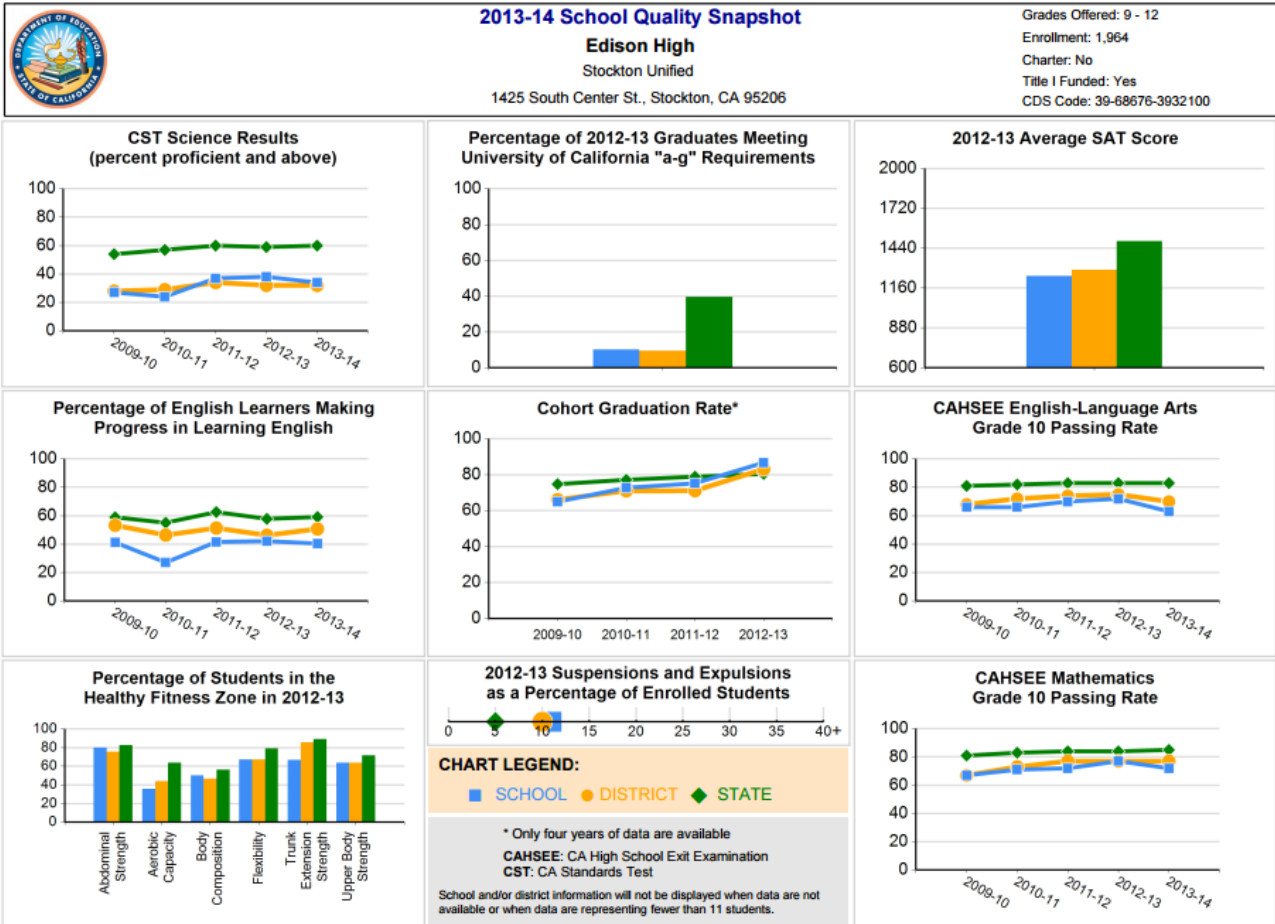 DEPARTMENT OF EDUCATION
STATE OF CALIFORNIA
2013-14 School Quality Snapshot
Edison High
Stockton Unified
1425 South Center St., Stockton, CA 95206
Grades Offered: 9 - 12
Enrollment: 1,964
Charter: No
Title I Funded: Yes
CDS Code: 39-68676-3932100
CST Science Results
(percent proficient and above)
100
80
60
40
20
0
2009-10
2010-11
2011-12
2012-13
2013-14
Percentage of 2012-13 Graduates Meeting
University of California "a-g" Requirements
100
80
60
40
20
0
2012-13 Average SAT Score
2000
1720
1440
1160
880
600
Percentage of English Learners Making
Progress in Learning English
100
80
60
40
20
0
2009-10
2010-11
2011-12
2012-13
2013-14
Cohort Graduation Rate*
100
80
60
40
20
0
2009-10 2010-11 2011-12 2012-13
CAHSEE English-Language Arts
Grade 10 Passing Rate
100
80
60
40
20
0
2009-10
2010-11
2011-12
2012-13
2013-14
Percentage of Students in the
Healthy Fitness Zone in 2012-13
100
80
60
40
20
0
Abdominal
Strength
Aerobic
Capacity
Body
Composition
Flexibility
Trunk
Extension
Strength
Upper Body
Strength
2012-13 Suspensions and Expulsions
as a Percentage of Enrolled Students
0 5 10 15 20 25 30 35 40+
CHART LEGEND:
SCHOOL DISTRICT STATE
* Only four years of data are available
CAHSEE: CA High School Exit Examination
CST: CA Standards Test
School and/or district information will not be displayed when data are not
available or when data are representing fewer than 11 students.
CAHSEE Mathematics
Grade 10 Passing Rate
100
80
60
40
20
0
2009-10
2010-11
2011-12
2012-13
2013-14